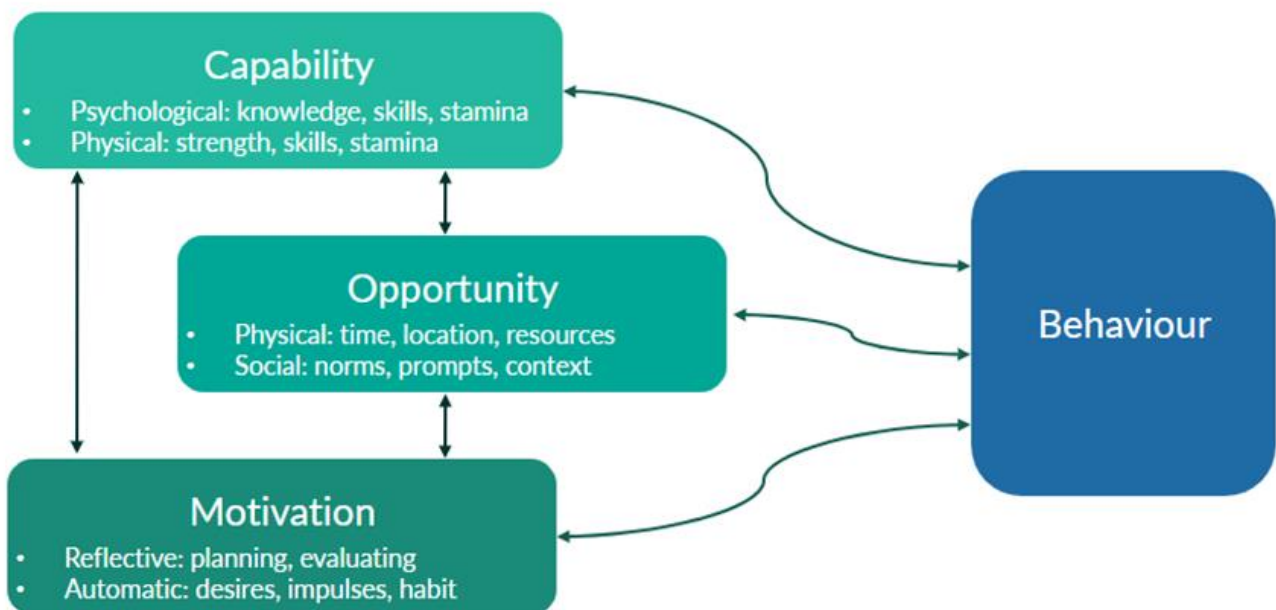 Capability
• Psychological: knowledge, skills, stamina
• Physical: strength, skills, stamina
Opportunity
• Physical: time, location, resources
• Social: norms, prompts, context
Behaviour
Motivation
• Reflective: planning, evaluating
• Automatic: desires, impulses, habit